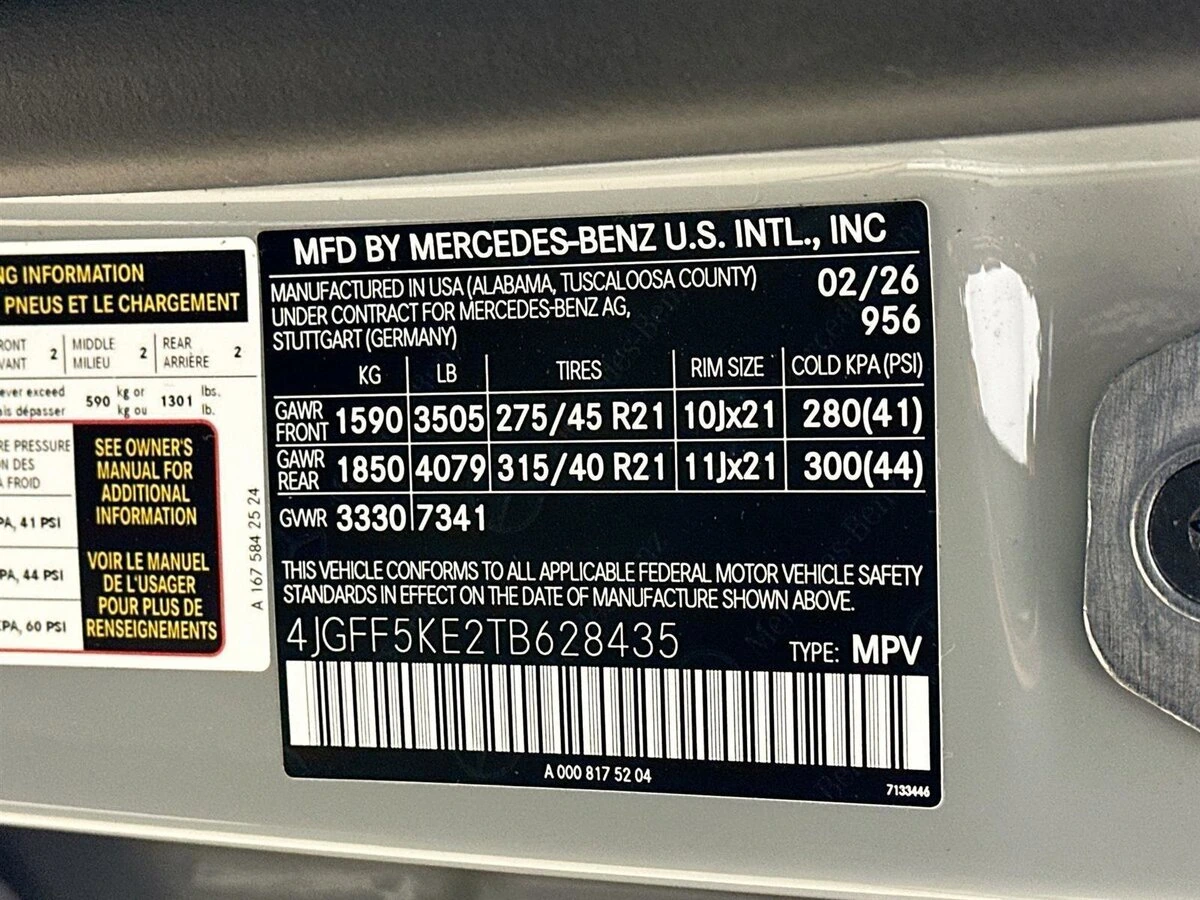 NG INFORMATION
PNEUS ET LE CHARGEMENT
RONT
VANT 2
MIDDLE
MILIEU 2
REAR
ARRIÈRE 2
ever exceed
ais dépasser
590 kg or
kg ou
1301 lbs.
lb.
RE PRESSURE
ON DES
À FROID
PA, 41 PSI
PA, 44 PSI
PA, 60 PSI
SEE OWNER'S
MANUAL FOR
ADDITIONAL
INFORMATION
VOIR LE MANUEL
DE L'USAGER
POUR PLUS DE
RENSEIGNEMENTS
A 167 584 25 24
MFD BY MERCEDES-BENZ U.S. INTL., INC
MANUFACTURED IN USA (ALABAMA, TUSCALOOSA COUNTY) 02/26
UNDER CONTRACT FOR MERCEDES-BENZ AG, 956
STUTTGART (GERMANY)
KG LB TIRES RIM SIZE COLD KPA (PSI)
GAWR FRONT 1590 3505 275/45 R21 10Jx21 280(41)
GAWR REAR 1850 4079 315/40 R21 11Jx21 300(44)
GVWR 3330 7341
THIS VEHICLE CONFORMS TO ALL APPLICABLE FEDERAL MOTOR VEHICLE SAFETY
STANDARDS IN EFFECT ON THE DATE OF MANUFACTURE SHOWN ABOVE.
4JGFF5KE2TB628435 TYPE: MPV
A 000 817 52 04
7133446